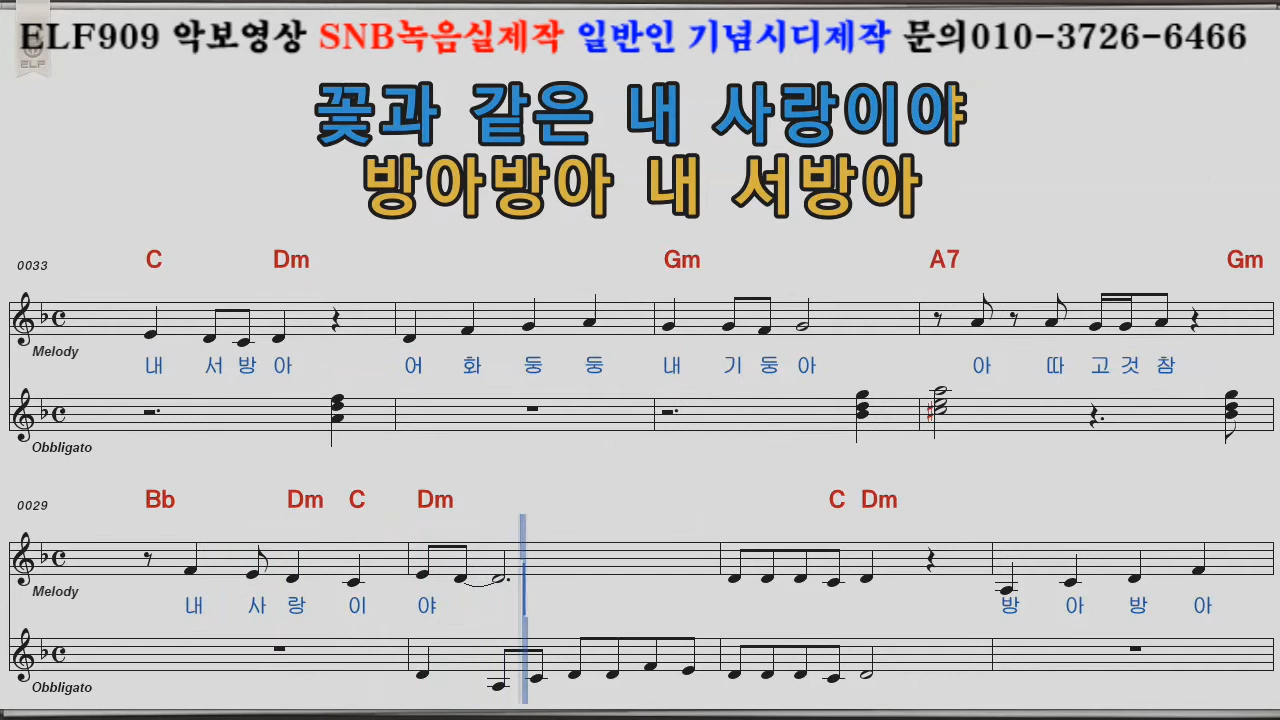 ELF909 악보영상 SNB녹음실제작 일반인 기념시디제작 문의010-3726-6466
ELF
꽃과 같은 내 사랑이야
방아방아 내 서방아
0033 C Dm Gm A7 Gm
Melody
내 서 방 아 어 화 둥 둥 내 기 둥 아 아 따 고 것 참
Obbligato
0029 Bb Dm C Dm C Dm
Melody
내 사 랑 이 야 방 아 방 아
Obbligato